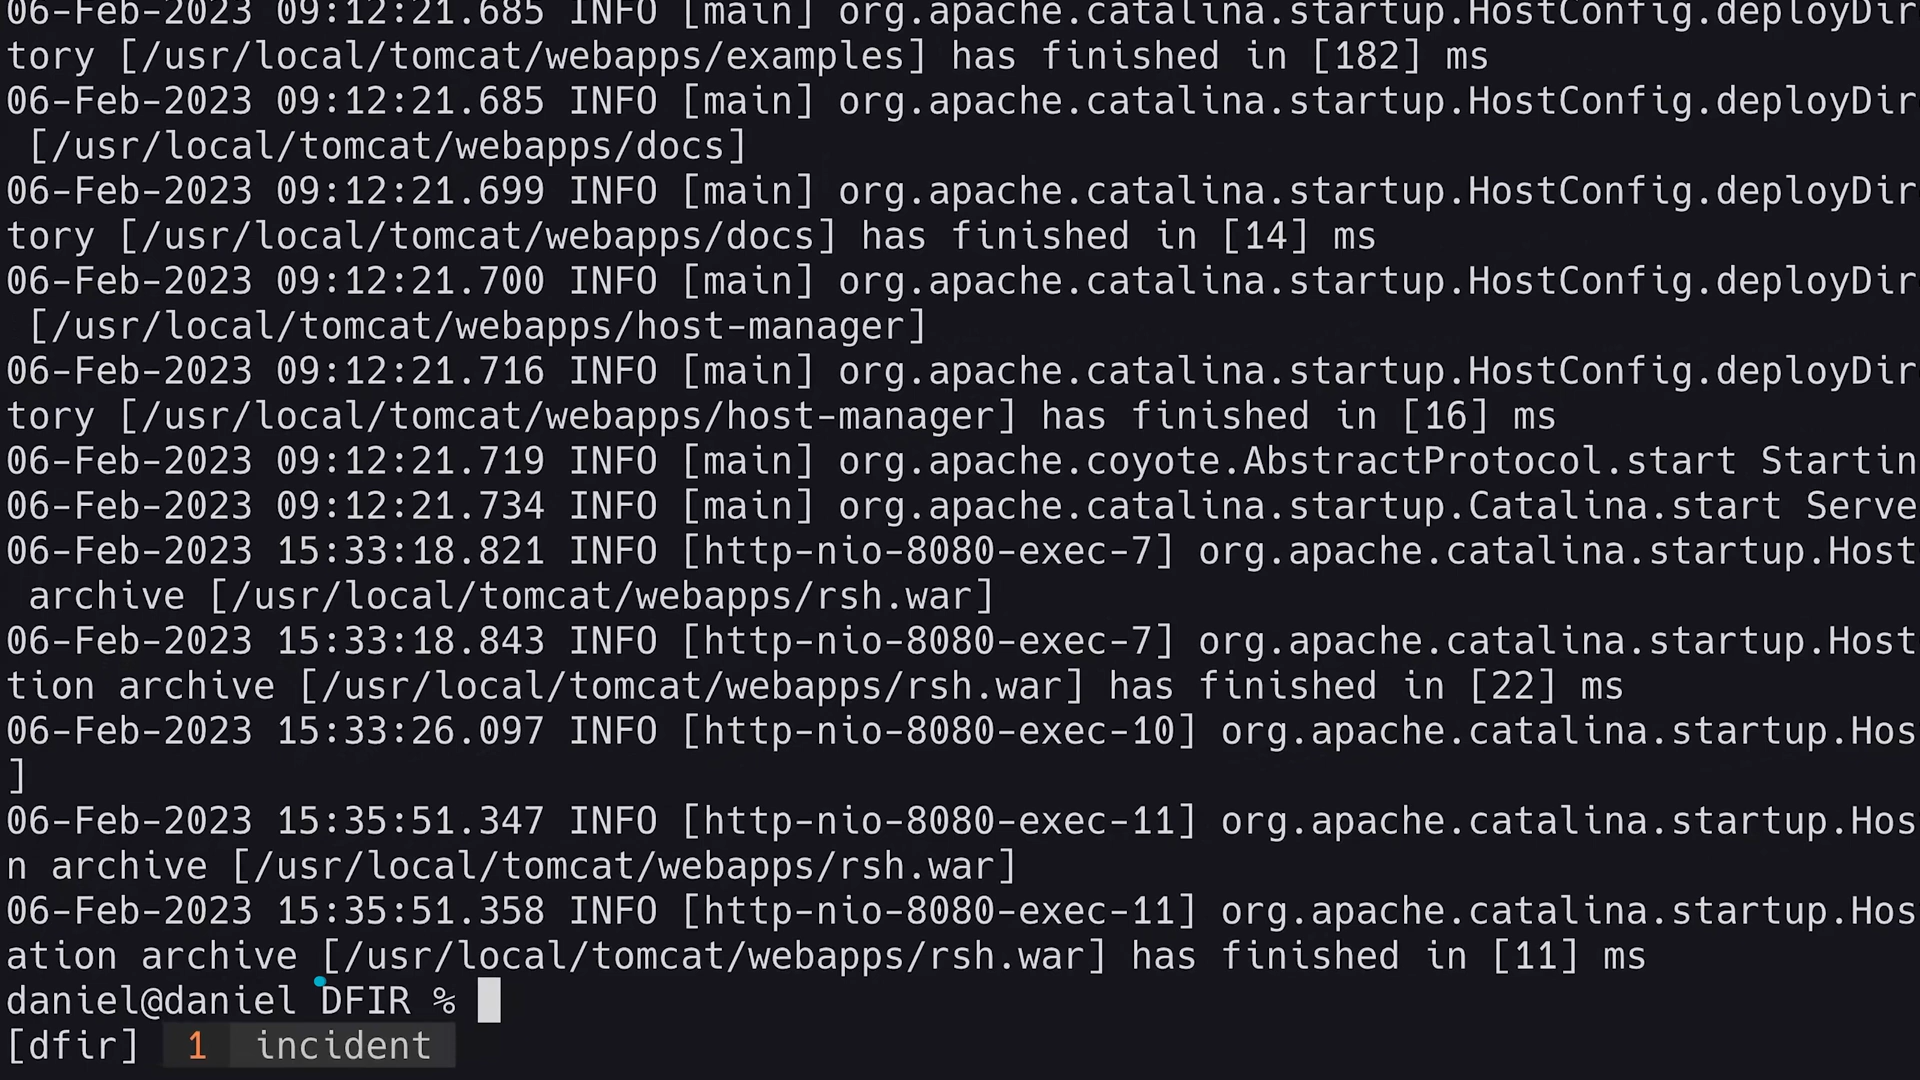 06-Feb-2023 09:12:21.685 INFO [main] org.apache.catalina.startup.HostConfig.deployDir
tory [/usr/local/tomcat/webapps/examples] has finished in [182] ms
06-Feb-2023 09:12:21.685 INFO [main] org.apache.catalina.startup.HostConfig.deployDir
[/usr/local/tomcat/webapps/docs]
06-Feb-2023 09:12:21.699 INFO [main] org.apache.catalina.startup.HostConfig.deployDir
tory [/usr/local/tomcat/webapps/docs] has finished in [14] ms
06-Feb-2023 09:12:21.700 INFO [main] org.apache.catalina.startup.HostConfig.deployDir
[/usr/local/tomcat/webapps/host-manager]
06-Feb-2023 09:12:21.716 INFO [main] org.apache.catalina.startup.HostConfig.deployDir
tory [/usr/local/tomcat/webapps/host-manager] has finished in [16] ms
06-Feb-2023 09:12:21.719 INFO [main] org.apache.coyote.AbstractProtocol.start Startin
06-Feb-2023 09:12:21.734 INFO [main] org.apache.catalina.startup.Catalina.start Serve
06-Feb-2023 15:33:18.821 INFO [http-nio-8080-exec-7] org.apache.catalina.startup.Host
archive [/usr/local/tomcat/webapps/rsh.war]
06-Feb-2023 15:33:18.843 INFO [http-nio-8080-exec-7] org.apache.catalina.startup.Host
tion archive [/usr/local/tomcat/webapps/rsh.war] has finished in [22] ms
06-Feb-2023 15:33:26.097 INFO [http-nio-8080-exec-10] org.apache.catalina.startup.Hos
]
06-Feb-2023 15:35:51.347 INFO [http-nio-8080-exec-11] org.apache.catalina.startup.Hos
n archive [/usr/local/tomcat/webapps/rsh.war]
06-Feb-2023 15:35:51.358 INFO [http-nio-8080-exec-11] org.apache.catalina.startup.Hos
ation archive [/usr/local/tomcat/webapps/rsh.war] has finished in [11] ms
daniel@daniel DFIR %
[dfir] 1 incident